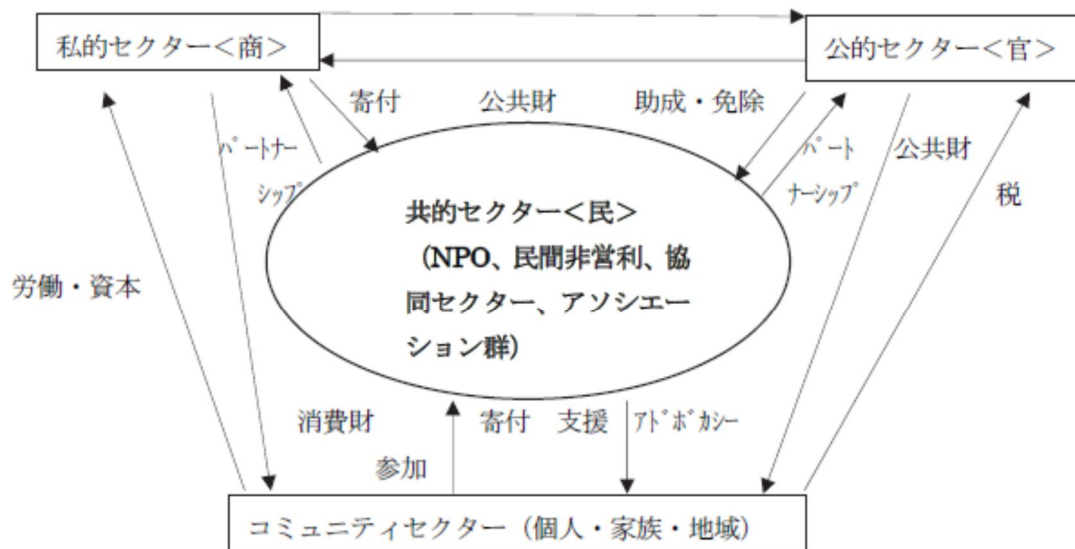 私的セクター＜商＞
公的セクター＜官＞
寄付
公共財
助成・免除
ﾊﾟｰﾄﾅｰ
ｼｯﾌﾟ
ﾊﾟｰﾄ
ﾅｰｼｯﾌﾟ
公共財
税
共的セクター＜民＞
（NPO、民間非営利、協
同セクター、アソシエー
ション群）
労働・資本
消費財
寄付
支援
ｱﾄﾞﾎﾞｶｼｰ
参加
コミュニティセクター（個人・家族・地域）